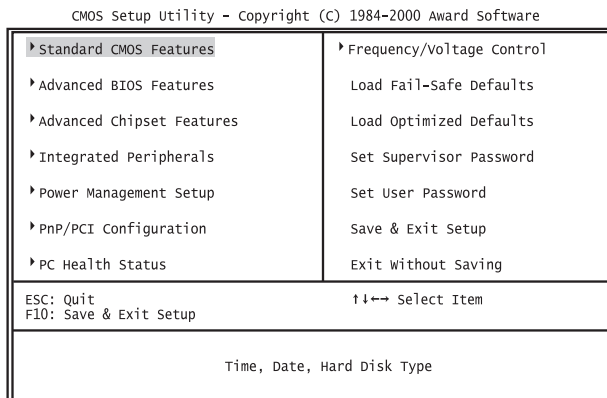 CMOS Setup Utility - Copyright (C) 1984-2000 Award Software
Standard CMOS Features
Advanced BIOS Features
Advanced Chipset Features
Integrated Peripherals
Power Management Setup
PnP/PCI Configuration
PC Health Status
Frequency/Voltage Control
Load Fail-Safe Defaults
Load Optimized Defaults
Set Supervisor Password
Set User Password
Save & Exit Setup
Exit Without Saving
ESC: Quit
F10: Save & Exit Setup
↑↓←→ Select Item
Time, Date, Hard Disk Type